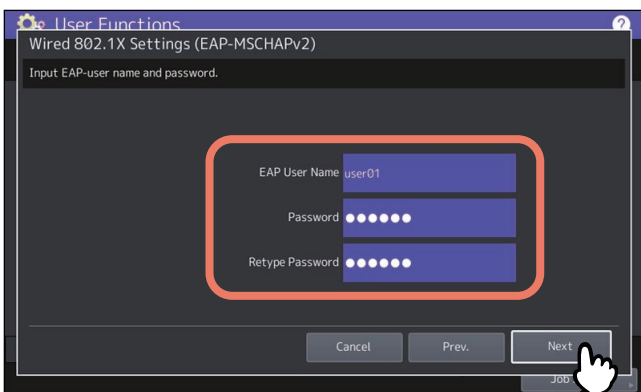 User Functions
?
Wired 802.1X Settings (EAP-MSCHAPv2)
Input EAP-user name and password.
EAP User Name user01
Password ●●●●●●
Retype Password ●●●●●●
Cancel Prev. Next
Job